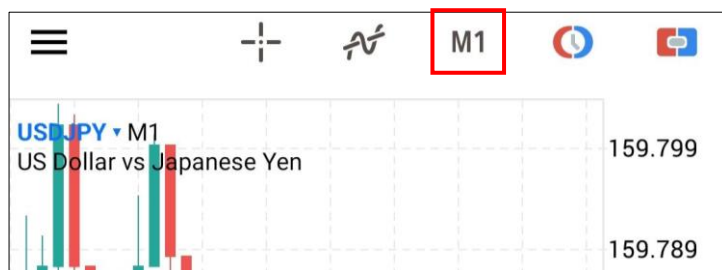 M1
USDJPY ▾ M1
US Dollar vs Japanese Yen
159.799
159.789